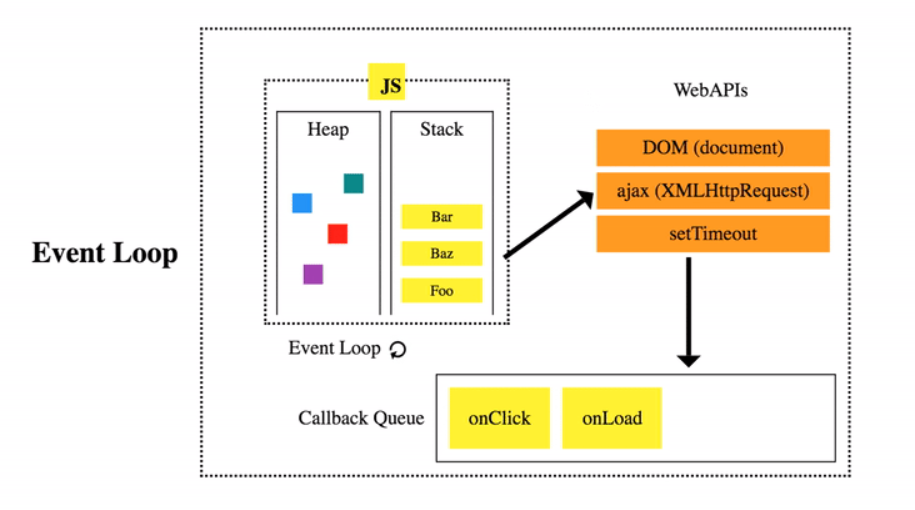 Event Loop
JS
Heap
Stack
Bar
Baz
Foo
Event Loop
WebAPIs
DOM (document)
ajax (XMLHttpRequest)
setTimeout
Callback Queue
onClick
onLoad